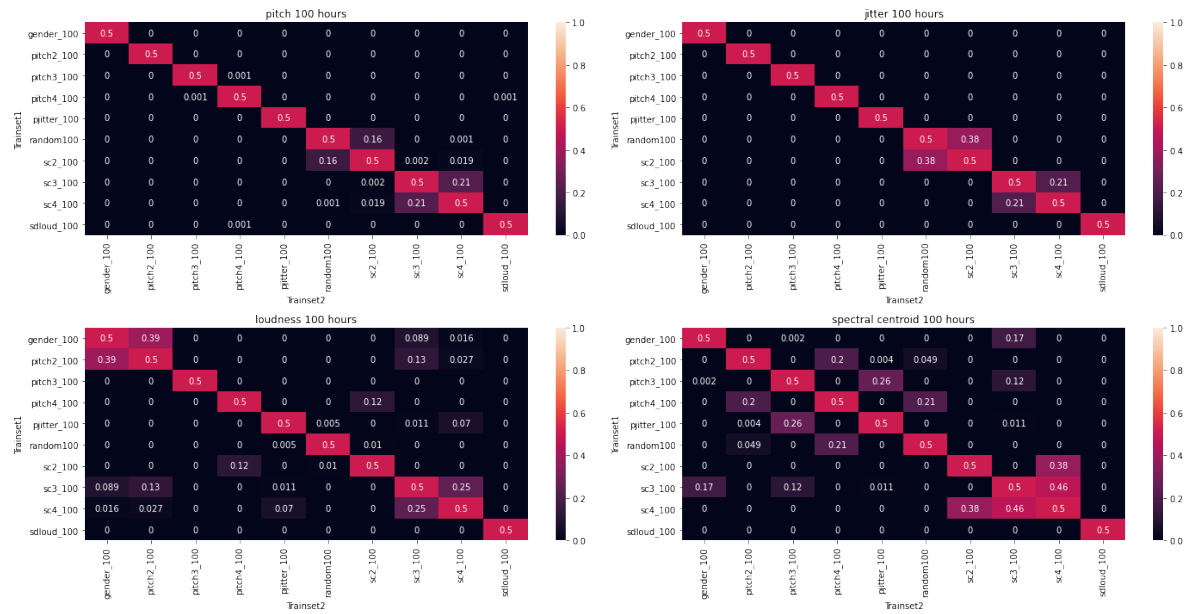 pitch 100 hours
Trainset1
gender_100 0.5 0 0 0 0 0 0 0 0 0
pitch2_100 0 0.5 0 0 0 0 0 0 0 0
pitch3_100 0 0 0.5 0.001 0 0 0 0 0 0
pitch4_100 0 0 0.001 0.5 0 0 0 0 0 0.001
pjitter_100 0 0 0 0 0.5 0 0 0 0 0
random100 0 0 0 0 0 0.5 0.16 0 0.001 0
sc2_100 0 0 0 0 0 0.16 0.5 0.002 0.019 0
sc3_100 0 0 0 0 0 0 0.002 0.5 0.21 0
sc4_100 0 0 0 0 0 0.001 0.019 0.21 0.5 0
sdloud_100 0 0 0 0.001 0 0 0 0 0 0.5
gender_100 pitch2_100 pitch3_100 pitch4_100 pjitter_100 random100 sc2_100 sc3_100 sc4_100 sdloud_100
Trainset2
1.0
0.8
0.6
0.4
0.2
0.0
jitter 100 hours
Trainset1
gender_100 0.5 0 0 0 0 0 0 0 0 0
pitch2_100 0 0.5 0 0 0 0 0 0 0 0
pitch3_100 0 0 0.5 0 0 0 0 0 0 0
pitch4_100 0 0 0 0.5 0 0 0 0 0 0
pjitter_100 0 0 0 0 0.5 0 0 0 0 0
random100 0 0 0 0 0 0.5 0.38 0 0 0
sc2_100 0 0 0 0 0 0.38 0.5 0 0 0
sc3_100 0 0 0 0 0 0 0 0.5 0.21 0
sc4_100 0 0 0 0 0 0 0 0.21 0.5 0
sdloud_100 0 0 0 0 0 0 0 0 0 0.5
gender_100 pitch2_100 pitch3_100 pitch4_100 pjitter_100 random100 sc2_100 sc3_100 sc4_100 sdloud_100
Trainset2
1.0
0.8
0.6
0.4
0.2
0.0
loudness 100 hours
Trainset1
gender_100 0.5 0.39 0 0 0 0 0 0.089 0.016 0
pitch2_100 0.39 0.5 0 0 0 0 0 0.13 0.027 0
pitch3_100 0 0 0.5 0 0 0 0 0 0 0
pitch4_100 0 0 0 0.5 0 0 0.12 0 0 0
pjitter_100 0 0 0 0 0.5 0.005 0 0.011 0.07 0
random100 0 0 0 0 0.005 0.5 0.01 0 0 0
sc2_100 0 0 0 0.12 0 0.01 0.5 0 0 0
sc3_100 0.089 0.13 0 0 0.011 0 0 0.5 0.25 0
sc4_100 0.016 0.027 0 0 0.07 0 0 0.25 0.5 0
sdloud_100 0 0 0 0 0 0 0 0 0 0.5
gender_100 pitch2_100 pitch3_100 pitch4_100 pjitter_100 random100 sc2_100 sc3_100 sc4_100 sdloud_100
Trainset2
1.0
0.8
0.6
0.4
0.2
0.0
spectral centroid 100 hours
Trainset1
gender_100 0.5 0 0.002 0 0 0 0 0.17 0 0
pitch2_100 0 0.5 0 0.2 0.004 0.049 0 0 0 0
pitch3_100 0.002 0 0.5 0 0.26 0 0 0.12 0 0
pitch4_100 0 0.2 0 0.5 0 0.21 0 0 0 0
pjitter_100 0 0.004 0.26 0 0.5 0 0 0.011 0 0
random100 0 0.049 0 0.21 0 0.5 0 0 0 0
sc2_100 0 0 0 0 0 0 0.5 0 0.38 0
sc3_100 0.17 0 0.12 0 0.011 0 0 0.5 0.46 0
sc4_100 0 0 0 0 0 0 0.38 0.46 0.5 0
sdloud_100 0 0 0 0 0 0 0 0 0 0.5
gender_100 pitch2_100 pitch3_100 pitch4_100 pjitter_100 random100 sc2_100 sc3_100 sc4_100 sdloud_100
Trainset2
1.0
0.8
0.6
0.4
0.2
0.0